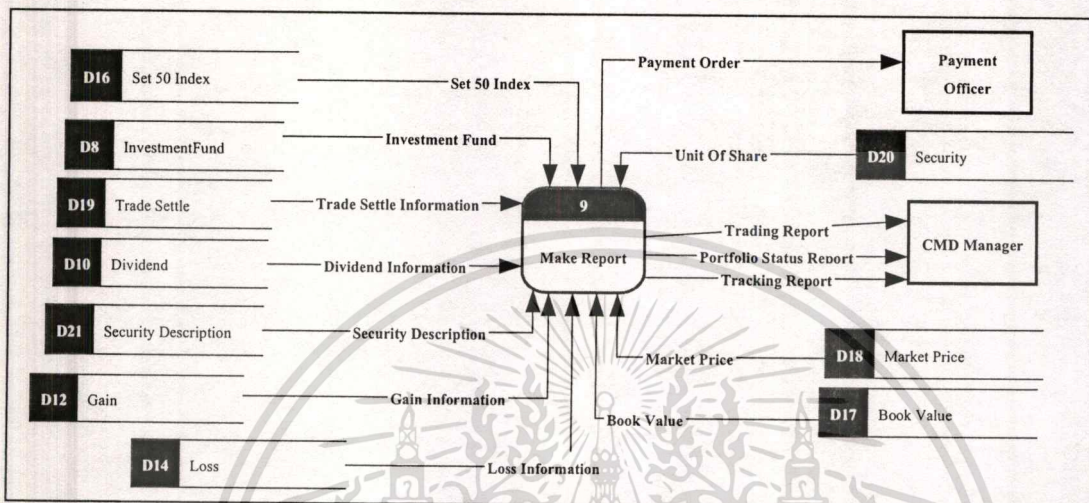 D16 Set 50 Index
Set 50 Index
Payment Order
Payment
Officer
D8 InvestmentFund
Investment Fund
Unit Of Share
D20 Security
D19 Trade Settle
Trade Settle Information
9
Make Report
Trading Report
Portfolio Status Report
Tracking Report
CMD Manager
D10 Dividend
Dividend Information
D21 Security Description
Security Description
Market Price
D18 Market Price
D12 Gain
Gain Information
Book Value
D17 Book Value
D14 Loss
Loss Information